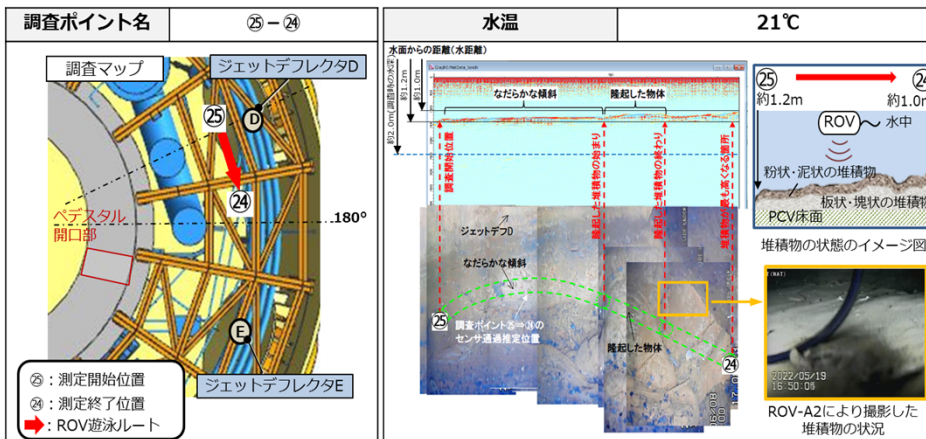 調査ポイント名
㉕－㉔
調査マップ
ジェットデフレクタD
㉕
D
㉔
180°
ペデスタル
開口部
E
ジェットデフレクタE
㉕：測定開始位置
㉔：測定終了位置
：ROV遊泳ルート
水温
21℃
水面からの距離(水距離)
約2.0m(調査時の水深)
約1.2m
約1.0m
なだらかな傾斜
隆起した物体
調査開始位置
隆起した堆積物の始まり
隆起した堆積物の終わり
堆積物が最も高くなる箇所
ジェットデフD
なだらかな傾斜
㉕
調査ポイント㉕⇒㉔の
センサ通過推定位置
隆起した物体
㉔
㉕
㉔
約1.2m
約1.0m
ROV
水中
粉状・泥状の堆積物
板状・塊状の堆積物
PCV床面
堆積物の状態のイメージ図
2022/05/19
16:50:05
ROV-A2により撮影した
堆積物の状況